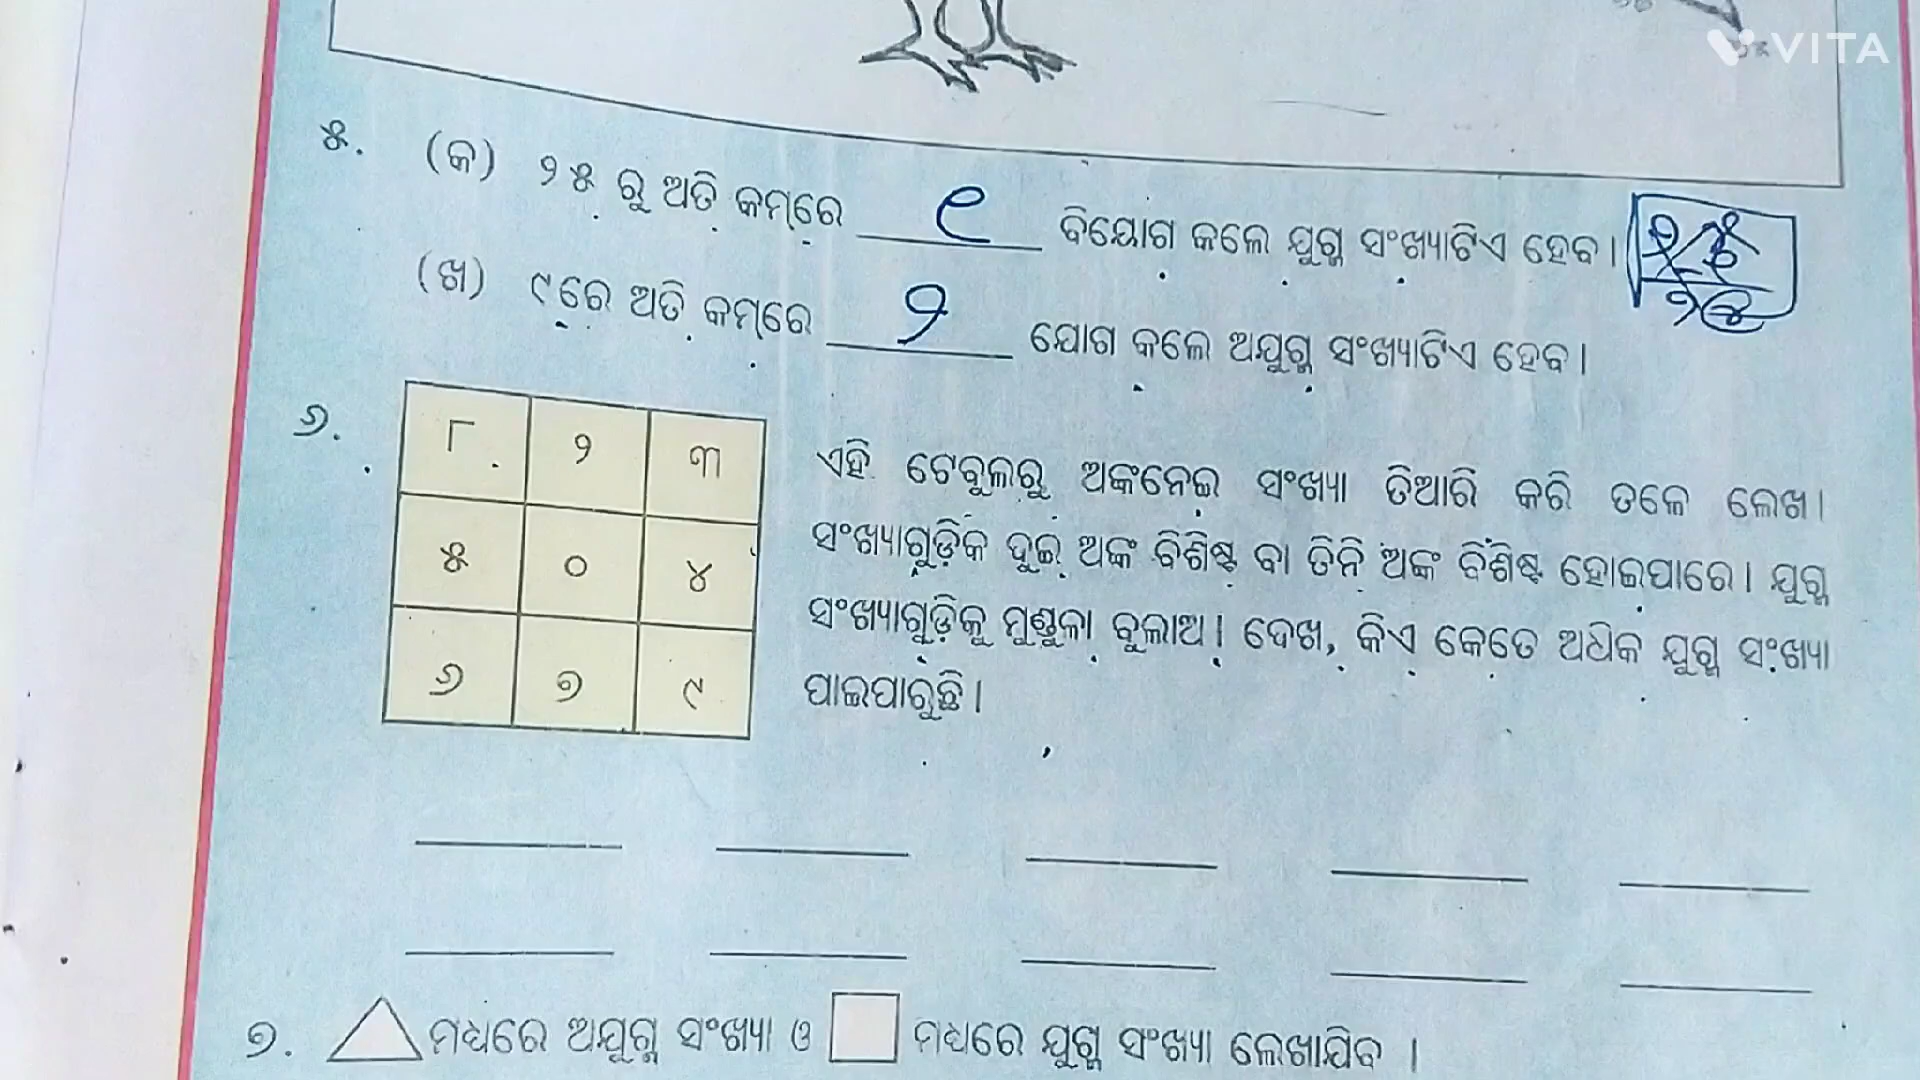 VITA
୫. (କ) ୨୫ ରୁ ଅତି କମ୍‌ରେ ୧ ବିୟୋଗ କଲେ ଯୁଗ୍ମ ସଂଖ୍ୟାଟିଏ ହେବ।
୨୪
(ଖ) ୯ରେ ଅତି କମ୍‌ରେ ୨ ଯୋଗ କଲେ ଅଯୁଗ୍ମ ସଂଖ୍ୟାଟିଏ ହେବ।
୬.
୮ ୨ ୩
୫ ୦ ୪
୬ ୭ ୯
ଏହି ଟେବୁଲରୁ ଅଙ୍କନେଇ ସଂଖ୍ୟା ତିଆରି କରି ତଳେ ଲେଖ।
ସଂଖ୍ୟାଗୁଡ଼ିକ ଦୁଇ ଅଙ୍କ ବିଶିଷ୍ଟ ବା ତିନି ଅଙ୍କ ବିଶିଷ୍ଟ ହୋଇପାରେ। ଯୁଗ୍ମ
ସଂଖ୍ୟାଗୁଡ଼ିକୁ ମୁଣ୍ଡୁଳା ବୁଲାଅ। ଦେଖ, କିଏ କେତେ ଅଧିକ ଯୁଗ୍ମ ସଂଖ୍ୟା
ପାଇପାରୁଛି।
୭. ମଧ୍ୟରେ ଅଯୁଗ୍ମ ସଂଖ୍ୟା ଓ ମଧ୍ୟରେ ଯୁଗ୍ମ ସଂଖ୍ୟା ଲେଖାଯିବ ।